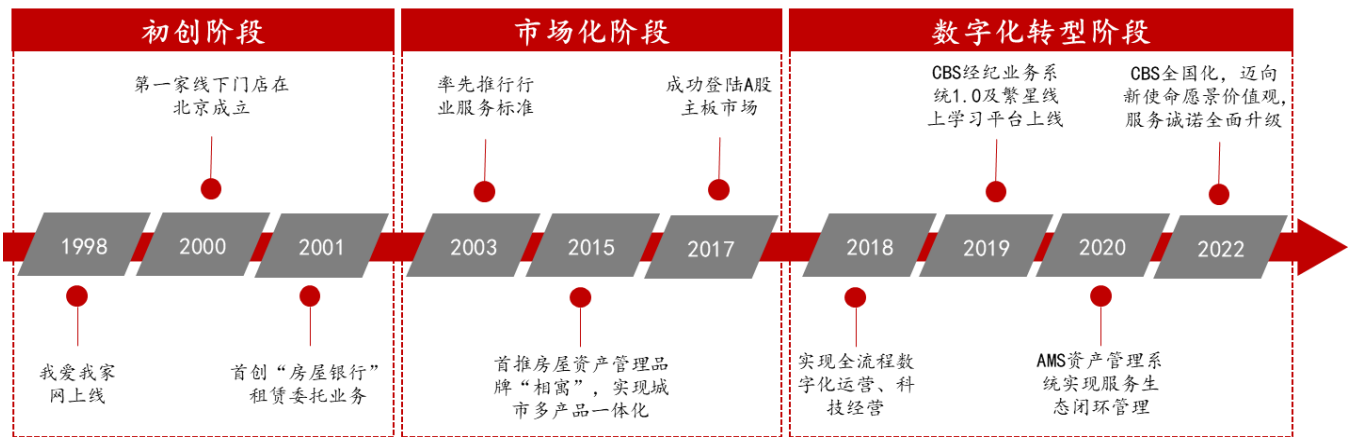 初创阶段
市场化阶段
数字化转型阶段
第一家线下门店在
北京成立
率先推行行
业服务标准
成功登陆A股
主板市场
CBS经纪业务系
统1.0及繁星线
上学习平台上线
CBS全国化，迈向
新使命愿景价值观，
服务诚诺全面升级
1998
2000
2001
2003
2015
2017
2018
2019
2020
2022
我爱我家
网上线
首创“房屋银行”
租赁委托业务
首推房屋资产管理品
牌“相寓”，实现城
市多产品一体化
实现全流程数
字化运营、科
技经营
AMS资产管理系
统实现服务生
态闭环管理